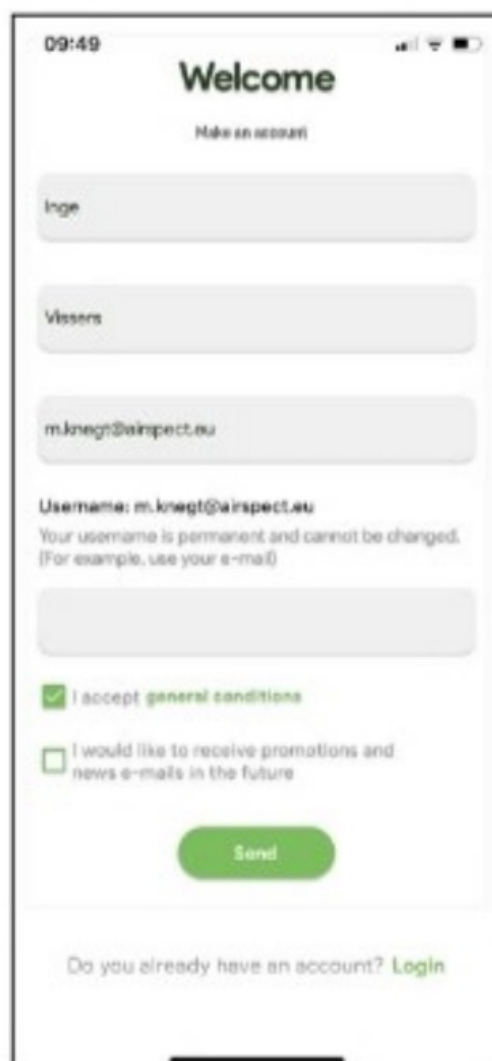 09:49
Welcome
Make an account
Inge
Vissers
m.knegt@airspect.eu
Username: m.knegt@airspect.eu
Your username is permanent and cannot be changed.
(For example, use your e-mail)
I accept general conditions
I would like to receive promotions and
news e-mails in the future
Send
Do you already have an account? Login